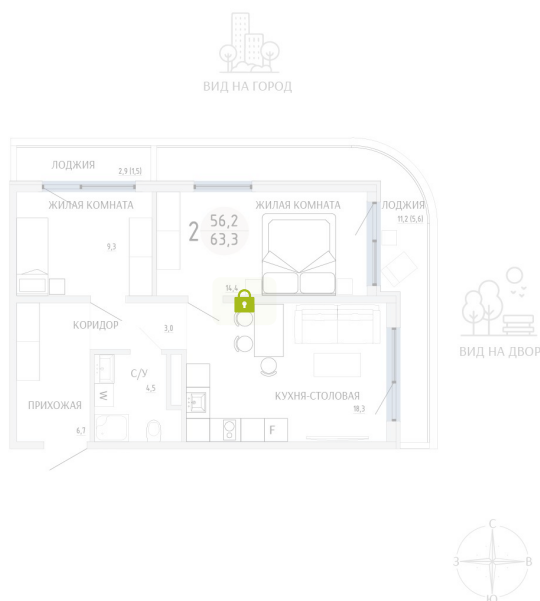 ВИД НА ГОРОД
ЛОДЖИЯ
2,9 (1,5)
ЖИЛАЯ КОМНАТА
9,3
2
56,2
63,3
ЖИЛАЯ КОМНАТА
14,4
ЛОДЖИЯ
11,2 (5,6)
ВИД НА ДВОР
КОРИДОР
3,0
С/У
4,5
W
ПРИХОЖАЯ
6,7
КУХНЯ-СТОЛОВАЯ
18,3
F
С
З
В
Ю